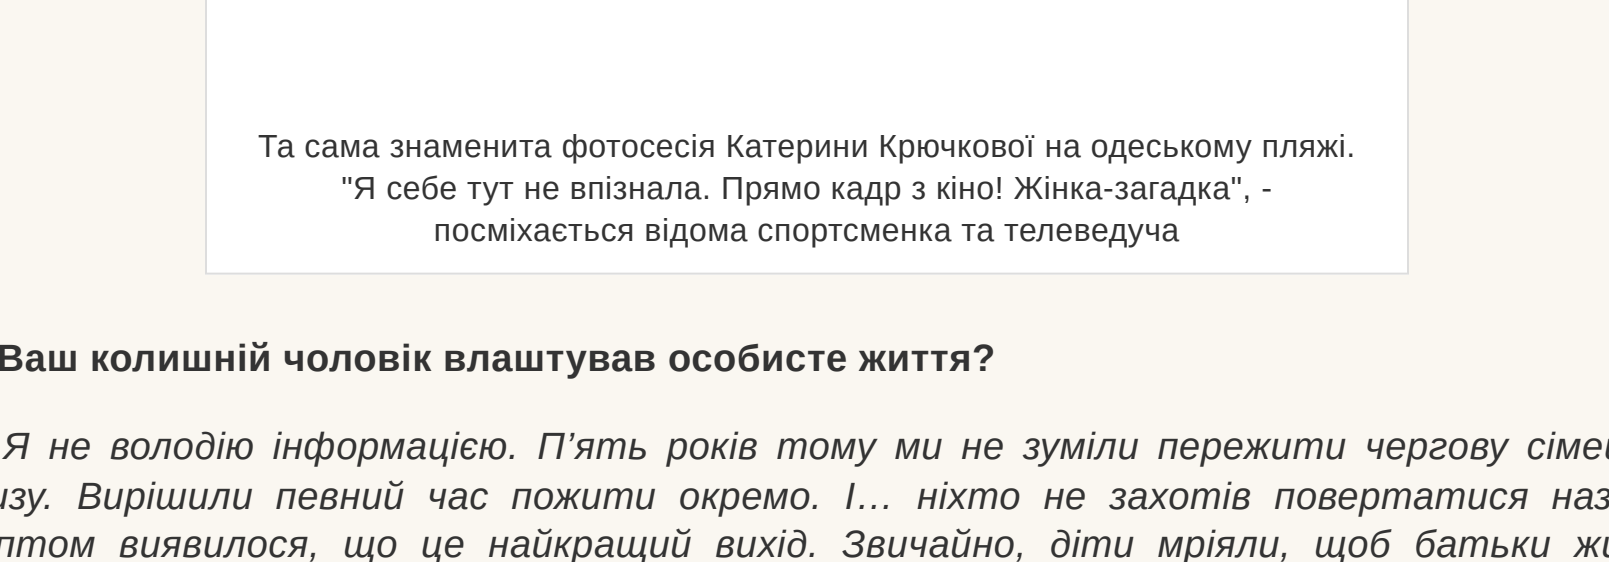 Та сама знаменита фотосесія Катерини Крючкової на одеському пляжі.
"Я себе тут не впізнала. Прямо кадр з кіно! Жінка-загадка", -
посміхається відома спортсменка та телеведуча
Ваш колишній чоловік влаштував особисте життя?
Я не володію інформацією. П’ять років тому ми не зуміли пережити чергову
Вирішили певний час пожити окремо. І... ніхто не захотів повертатися
виявилося, що це найкращий вихід. Звичайно, діти мріяли, щоб батьки